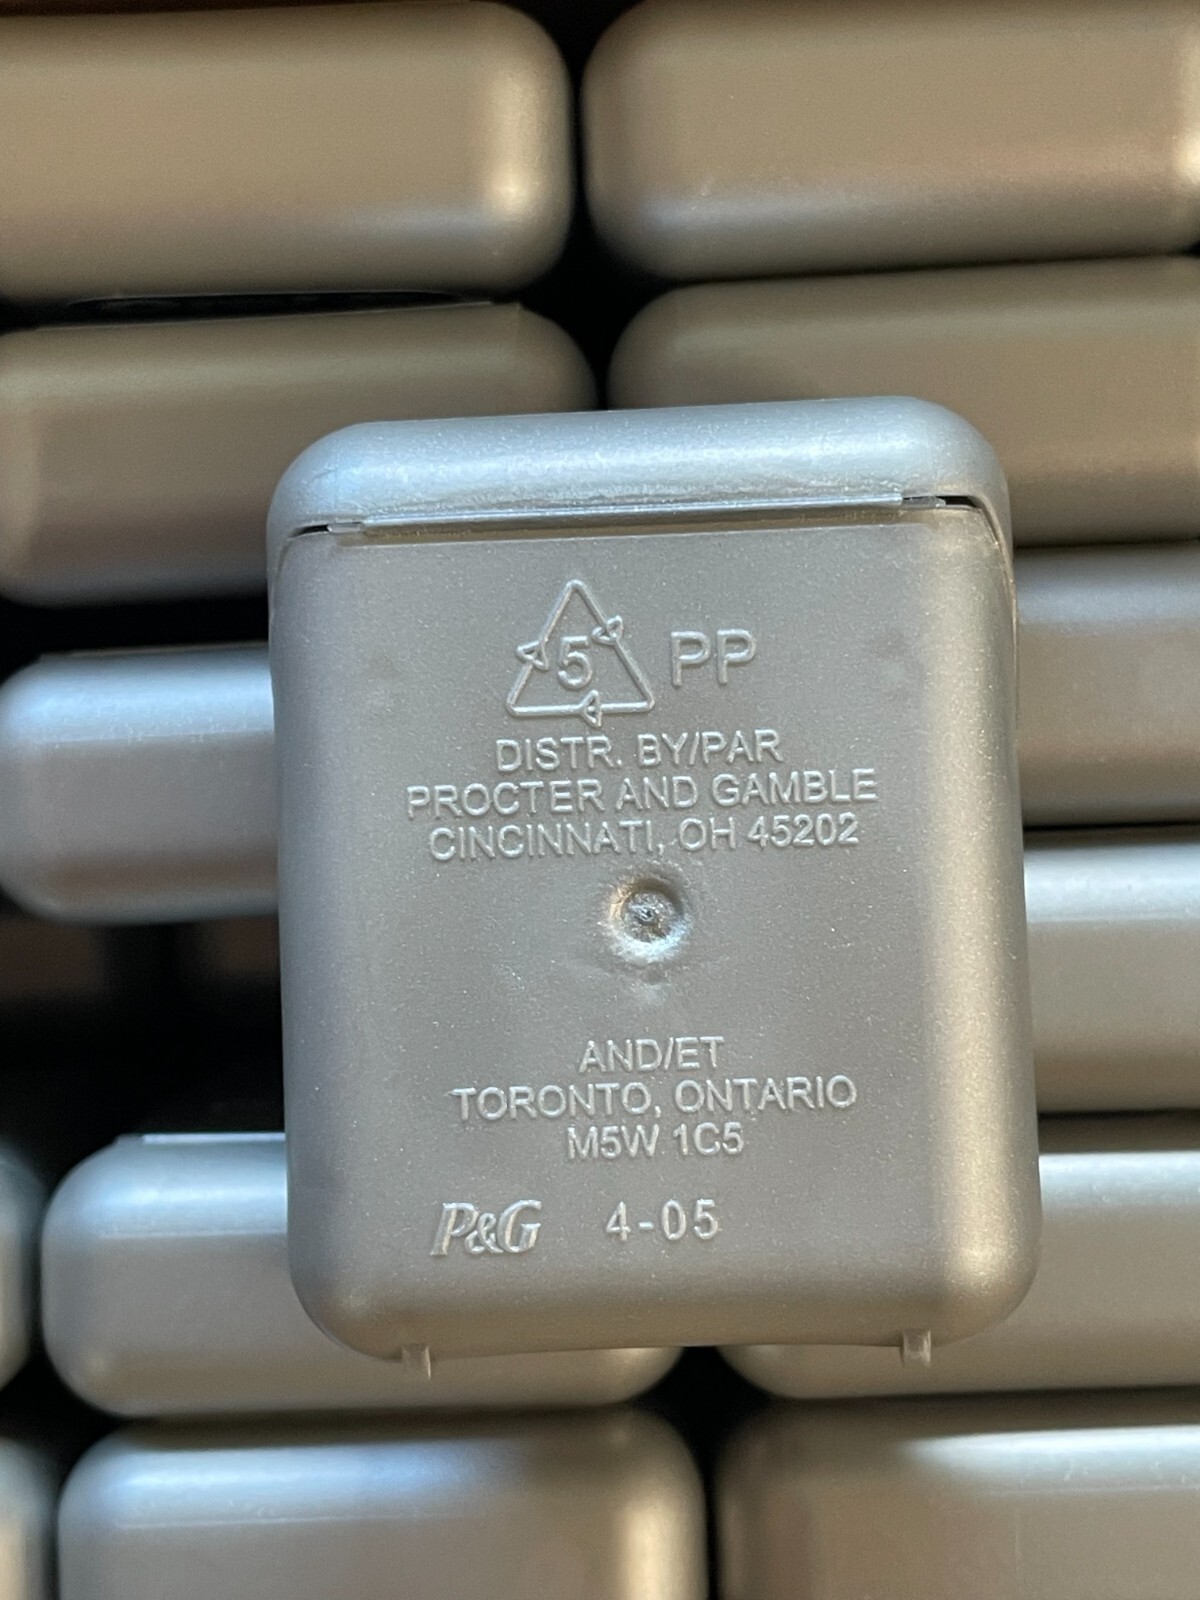 5 PP
DISTR. BY/PAR
PROCTER AND GAMBLE
CINCINNATI, OH 45202
AND/ET
TORONTO, ONTARIO
M5W 1C5
P&G 4-05